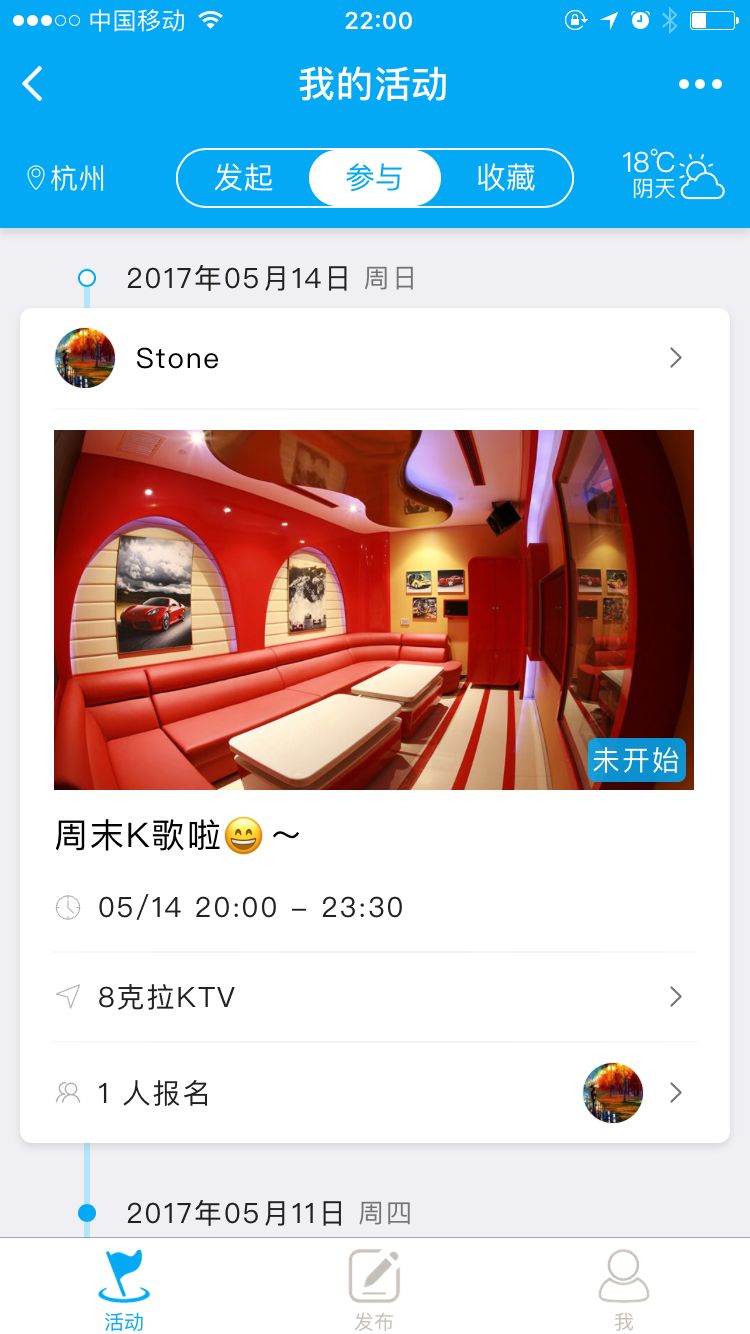 中国移动 22:00
我的活动
杭州 发起 参与 收藏 18℃
阴天
2017年05月14日 周日
Stone
未开始
周末K歌啦😄～
05/14 20:00 – 23:30
8克拉KTV
1 人报名
2017年05月11日 周四
活动 发布 我